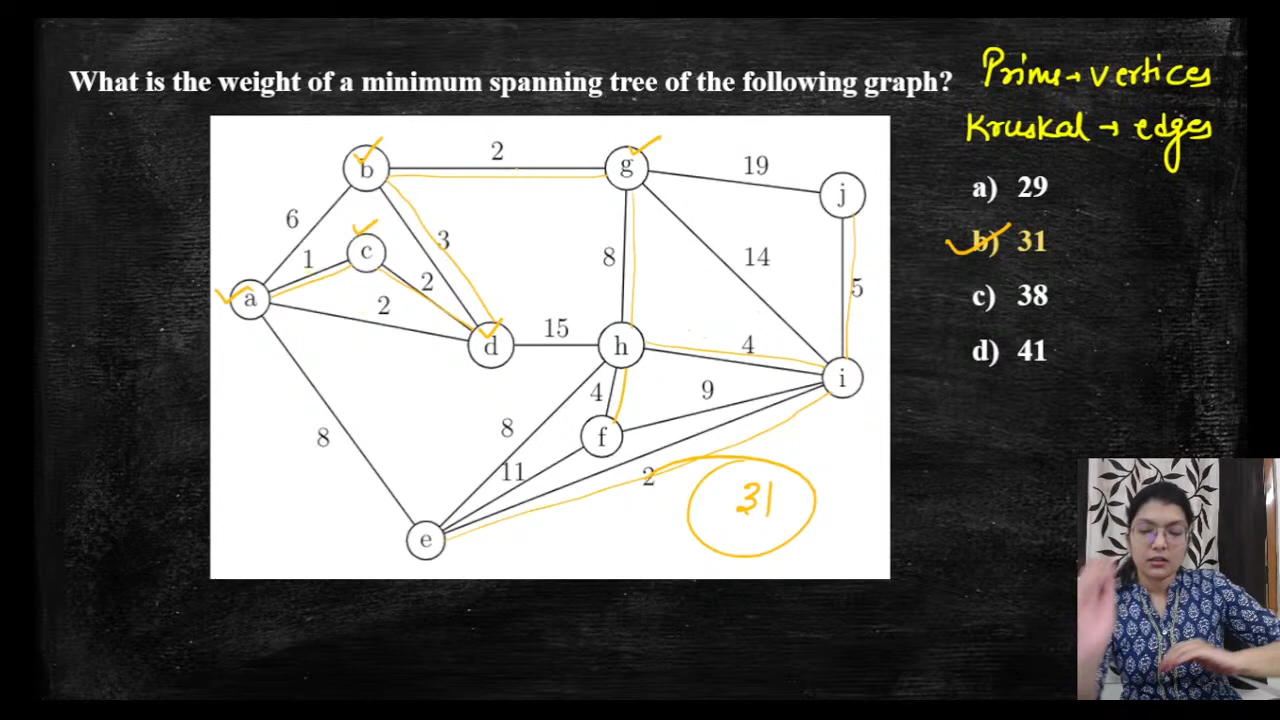 What is the weight of a minimum spanning tree of the following graph?
Prims → vertices
Kruskal → edges
a) 29
b) 31
c) 38
d) 41
b
2
g
19
j
6
c
3
8
14
1
2
5
a
2
d
15
h
4
i
4
9
f
8
8
11
2
31
e